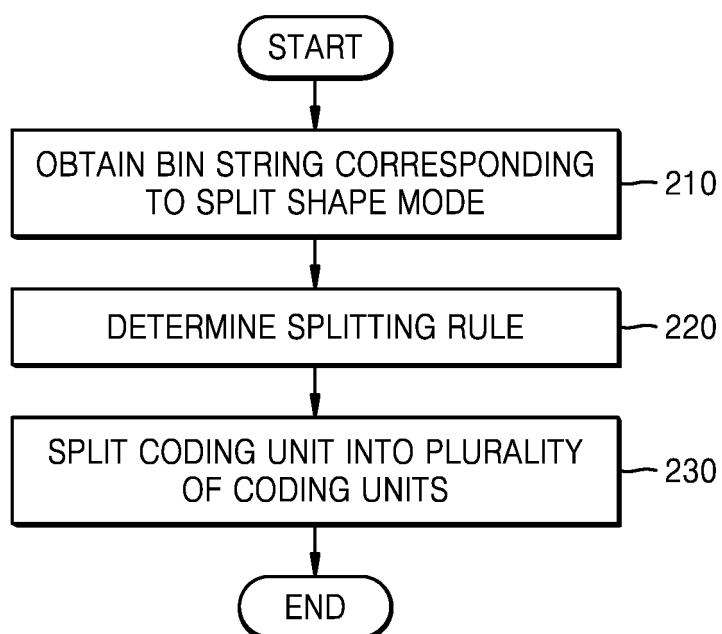 START
OBTAIN BIN STRING CORRESPONDING
TO SPLIT SHAPE MODE
210
DETERMINE SPLITTING RULE
220
SPLIT CODING UNIT INTO PLURALITY
OF CODING UNITS
230
END